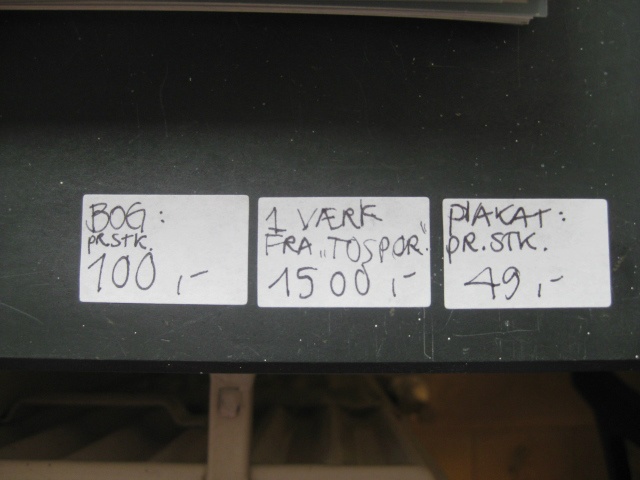 BOG:
PR.STK.
100,-
1 VÆRK
FRA „TOSPOR"
1500,-
PLAKAT:
PR.STK.
49,-